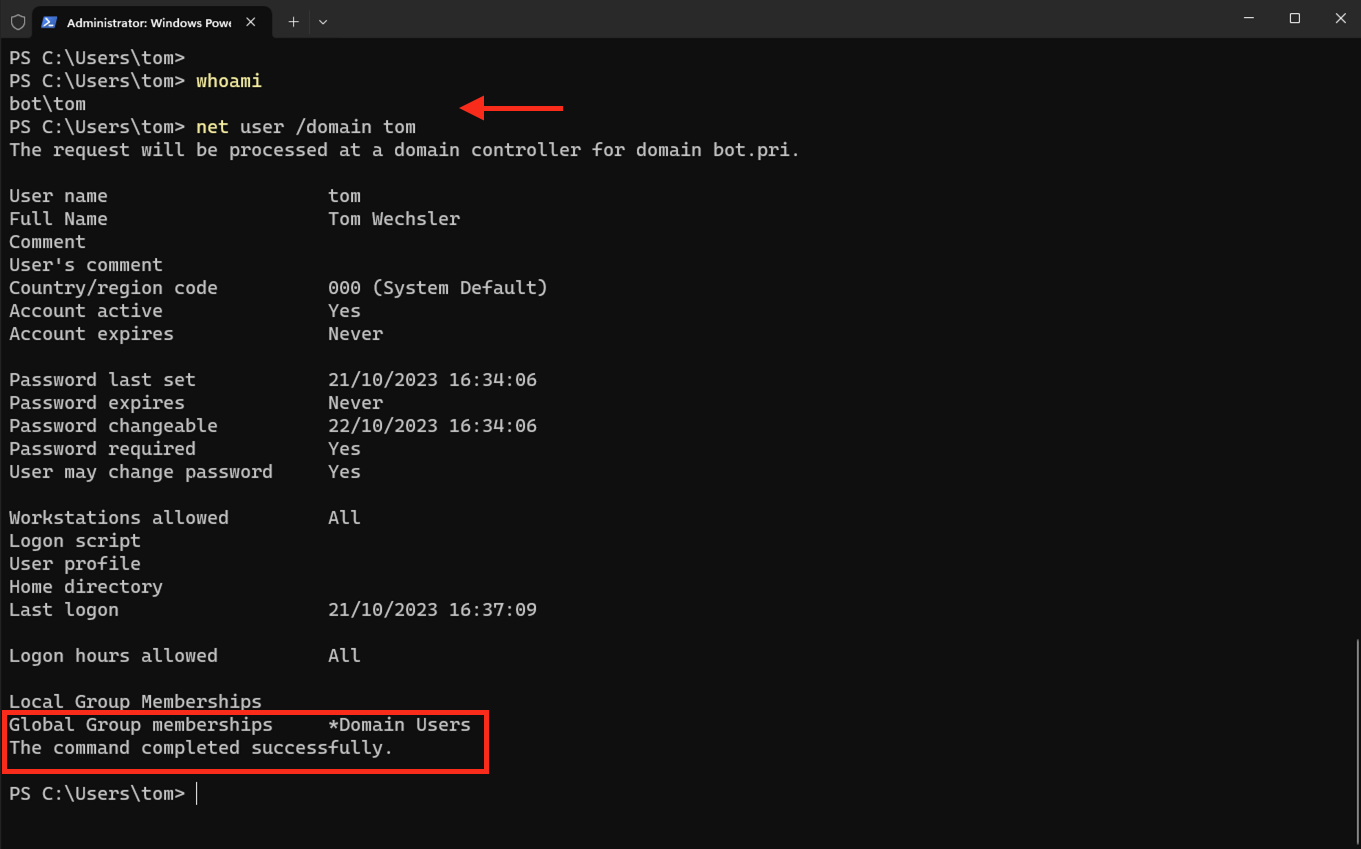 Administrator: Windows Powe
PS C:\Users\tom>
PS C:\Users\tom> whoami
bot\tom
PS C:\Users\tom> net user /domain tom
The request will be processed at a domain controller for domain bot.pri.
User name tom
Full Name Tom Wechsler
Comment
User's comment
Country/region code 000 (System Default)
Account active Yes
Account expires Never
Password last set 21/10/2023 16:34:06
Password expires Never
Password changeable 22/10/2023 16:34:06
Password required Yes
User may change password Yes
Workstations allowed All
Logon script
User profile
Home directory
Last logon 21/10/2023 16:37:09
Logon hours allowed All
Local Group Memberships
Global Group memberships *Domain Users
The command completed successfully.
PS C:\Users\tom>